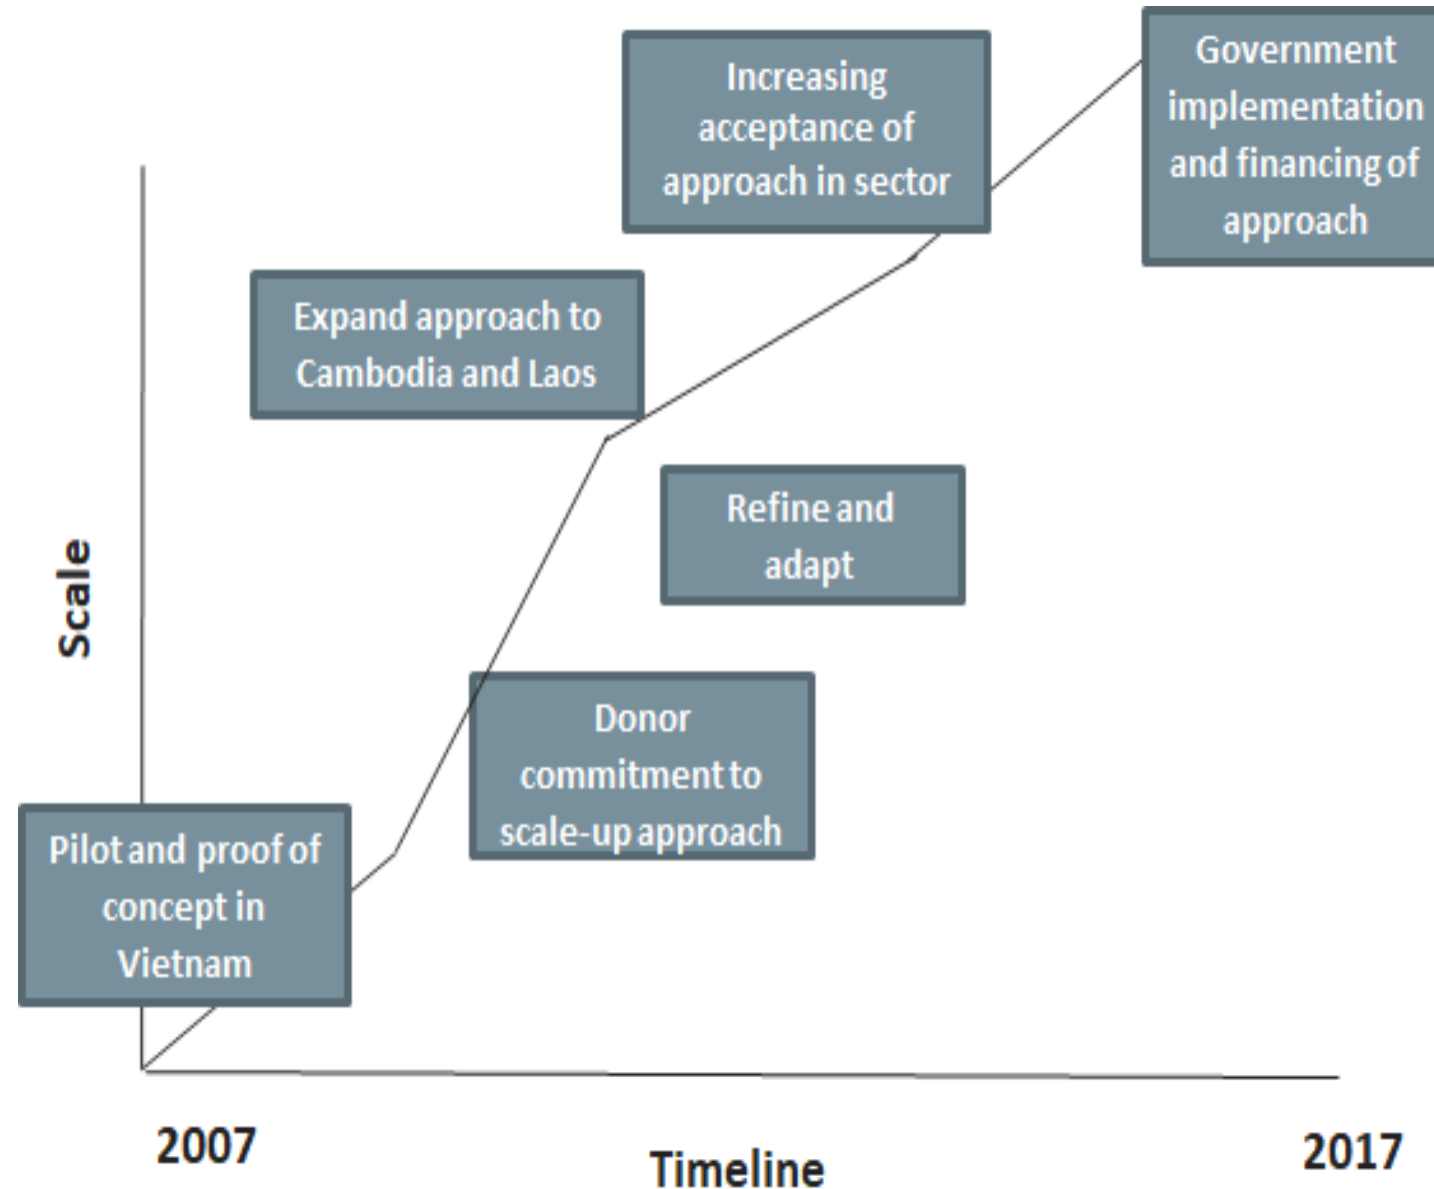 Government
implementation
and financing of
approach
Increasing
acceptance of
approach in sector
Expand approach to
Cambodia and Laos
Refine and
adapt
Scale
Donor
commitment to
scale-up approach
Pilot and proof of
concept in
Vietnam
2007
Timeline
2017